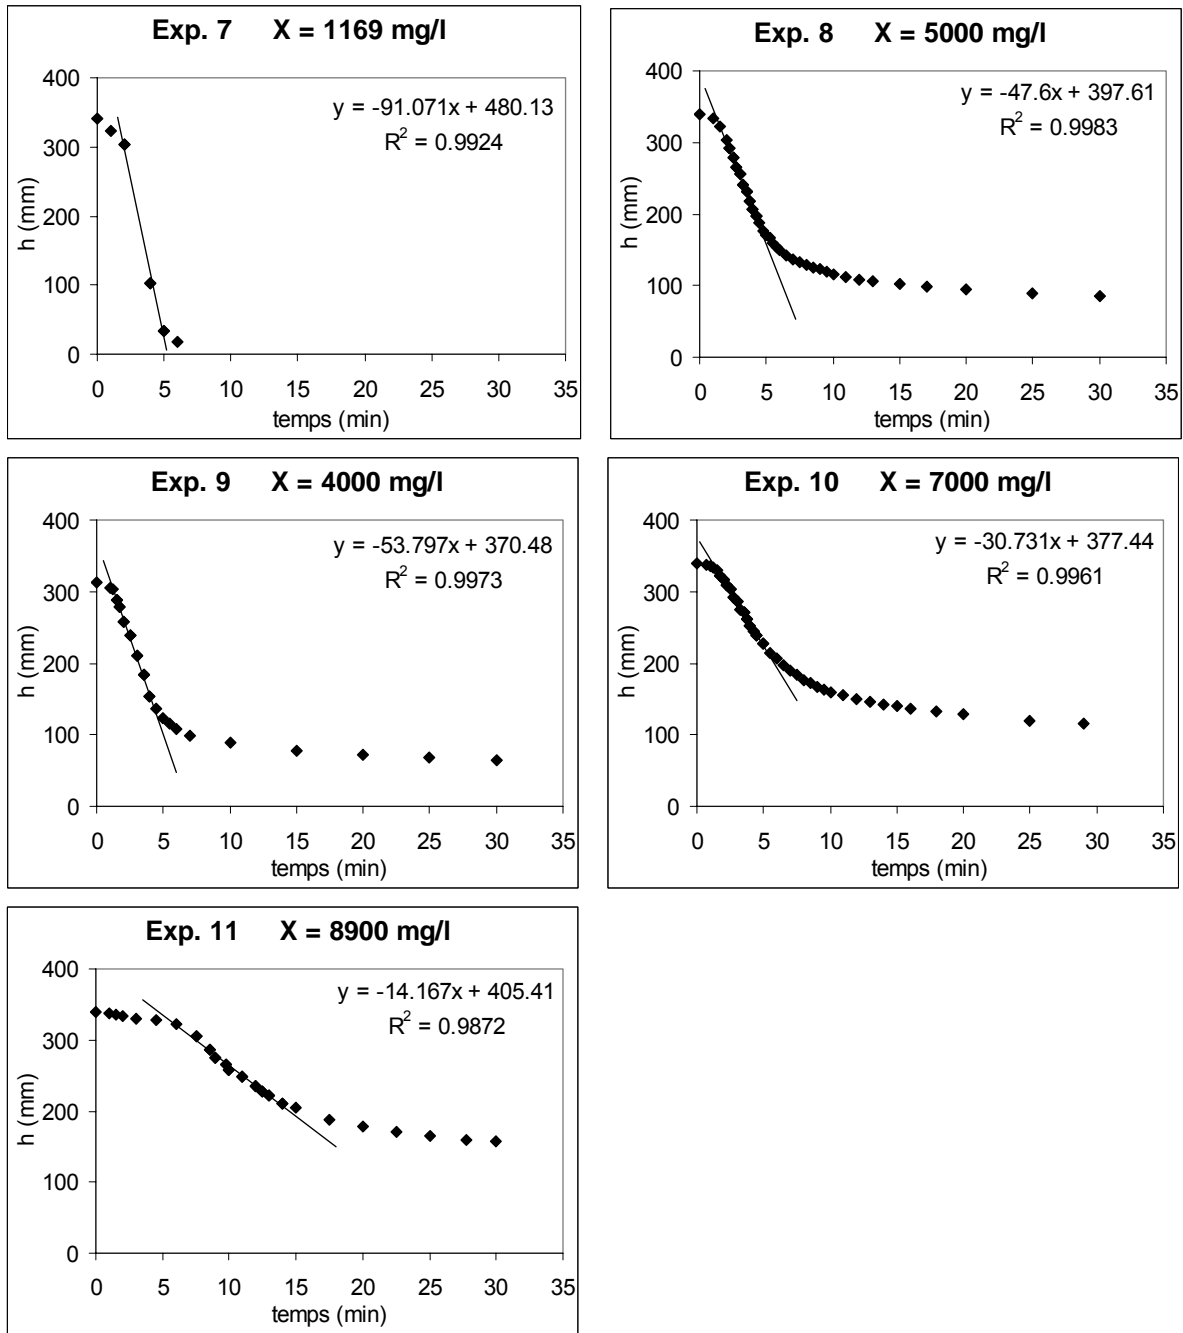 Exp. 7 X = 1169 mg/l
y = -91.071x + 480.13
R² = 0.9924
h (mm)
400
300
200
100
0
0 5 10 15 20 25 30 35
temps (min)
Exp. 8 X = 5000 mg/l
y = -47.6x + 397.61
R² = 0.9983
h (mm)
400
300
200
100
0
0 5 10 15 20 25 30 35
temps (min)
Exp. 9 X = 4000 mg/l
y = -53.797x + 370.48
R² = 0.9973
h (mm)
400
300
200
100
0
0 5 10 15 20 25 30 35
temps (min)
Exp. 10 X = 7000 mg/l
y = -30.731x + 377.44
R² = 0.9961
h (mm)
400
300
200
100
0
0 5 10 15 20 25 30 35
temps (min)
Exp. 11 X = 8900 mg/l
y = -14.167x + 405.41
R² = 0.9872
h (mm)
400
300
200
100
0
0 5 10 15 20 25 30 35
temps (min)